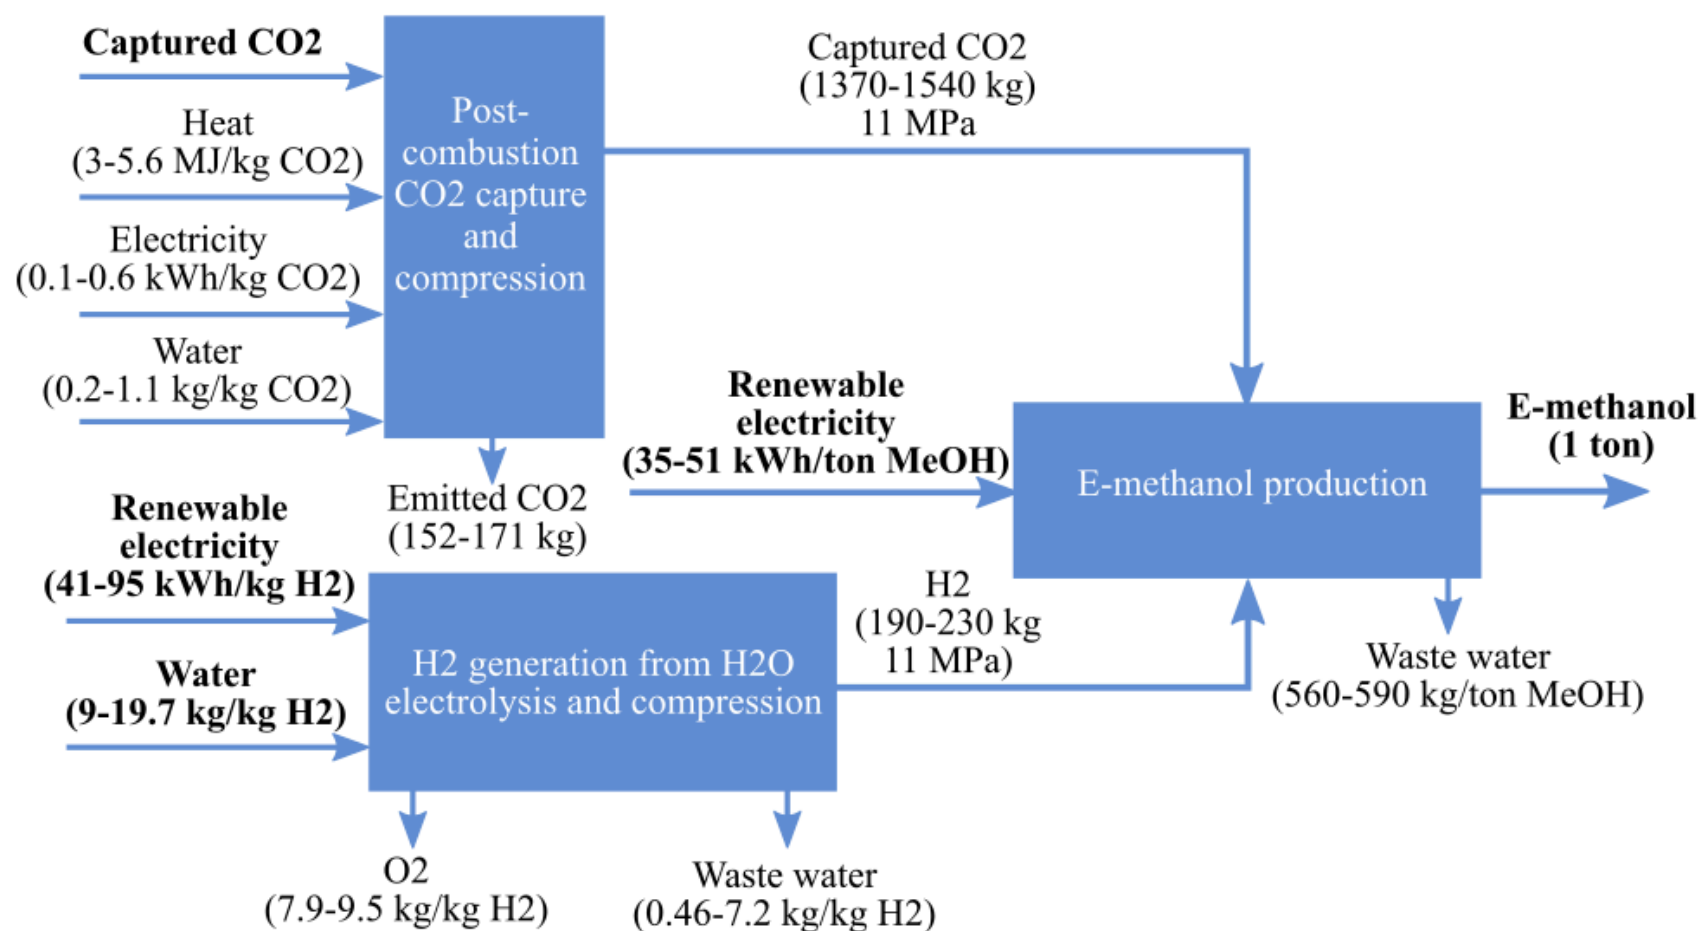 Captured CO2
Heat
(3-5.6 MJ/kg CO2)
Electricity
(0.1-0.6 kWh/kg CO2)
Water
(0.2-1.1 kg/kg CO2)
Post-
combustion
CO2 capture
and
compression
Captured CO2
(1370-1540 kg)
11 MPa
Emitted CO2
(152-171 kg)
Renewable
electricity
(35-51 kWh/ton MeOH)
E-methanol production
E-methanol
(1 ton)
Renewable
electricity
(41-95 kWh/kg H2)
Water
(9-19.7 kg/kg H2)
H2 generation from H2O
electrolysis and compression
H2
(190-230 kg
11 MPa)
Waste water
(560-590 kg/ton MeOH)
O2
(7.9-9.5 kg/kg H2)
Waste water
(0.46-7.2 kg/kg H2)